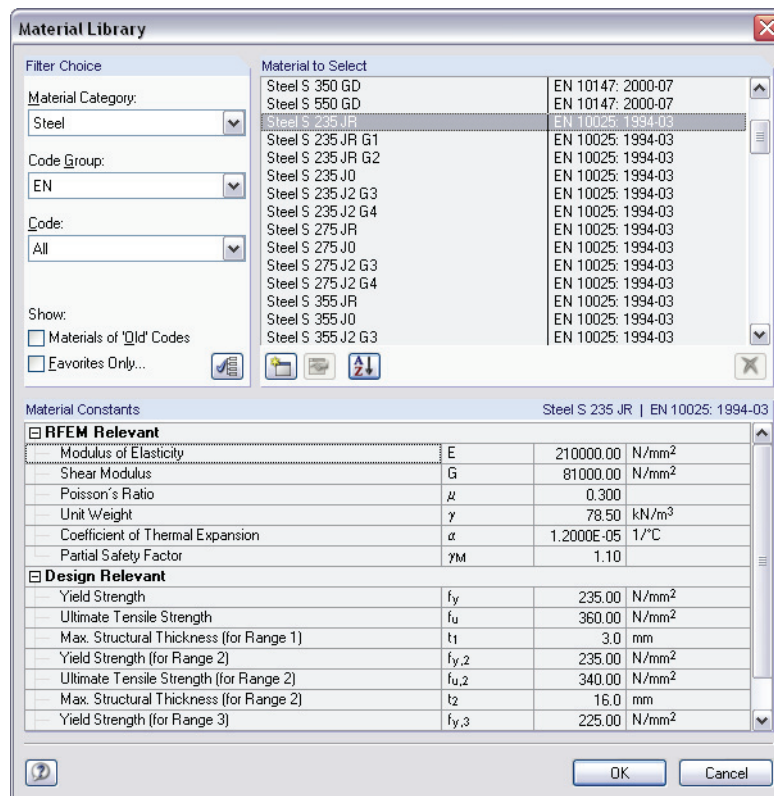 Material Library
Filter Choice
Material Category:
Steel
Code Group:
EN
Code:
All
Show:
Materials of 'Old' Codes
Favorites Only...
Material to Select
Steel S 350 GD EN 10147: 2000-07
Steel S 550 GD EN 10147: 2000-07
Steel S 235 JR EN 10025: 1994-03
Steel S 235 JR G1 EN 10025: 1994-03
Steel S 235 JR G2 EN 10025: 1994-03
Steel S 235 J0 EN 10025: 1994-03
Steel S 235 J2 G3 EN 10025: 1994-03
Steel S 235 J2 G4 EN 10025: 1994-03
Steel S 275 JR EN 10025: 1994-03
Steel S 275 J0 EN 10025: 1994-03
Steel S 275 J2 G3 EN 10025: 1994-03
Steel S 275 J2 G4 EN 10025: 1994-03
Steel S 355 JR EN 10025: 1994-03
Steel S 355 J0 EN 10025: 1994-03
Steel S 355 J2 G3 EN 10025: 1994-03
Material Constants Steel S 235 JR | EN 10025: 1994-03
RFEM Relevant
Modulus of Elasticity E 210000.00 N/mm²
Shear Modulus G 81000.00 N/mm²
Poisson´s Ratio μ 0.300
Unit Weight γ 78.50 kN/m³
Coefficient of Thermal Expansion α 1.2000E-05 1/°C
Partial Safety Factor γM 1.10
Design Relevant
Yield Strength fy 235.00 N/mm²
Ultimate Tensile Strength fu 360.00 N/mm²
Max. Structural Thickness (for Range 1) t1 3.0 mm
Yield Strength (for Range 2) fy,2 235.00 N/mm²
Ultimate Tensile Strength (for Range 2) fu,2 340.00 N/mm²
Max. Structural Thickness (for Range 2) t2 16.0 mm
Yield Strength (for Range 3) fy,3 225.00 N/mm²
OK Cancel